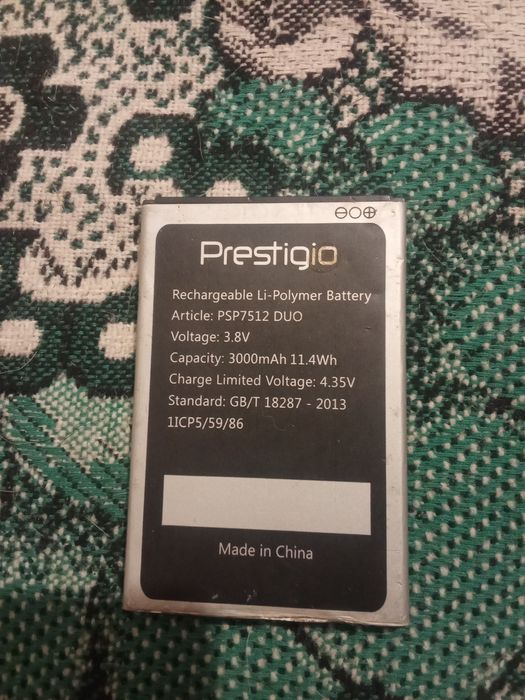 ⊖○⊕
Prestigio
Rechargeable Li-Polymer Battery
Article: PSP7512 DUO
Voltage: 3.8V
Capacity: 3000mAh 11.4Wh
Charge Limited Voltage: 4.35V
Standard: GB/T 18287 - 2013
1ICP5/59/86
Made in China